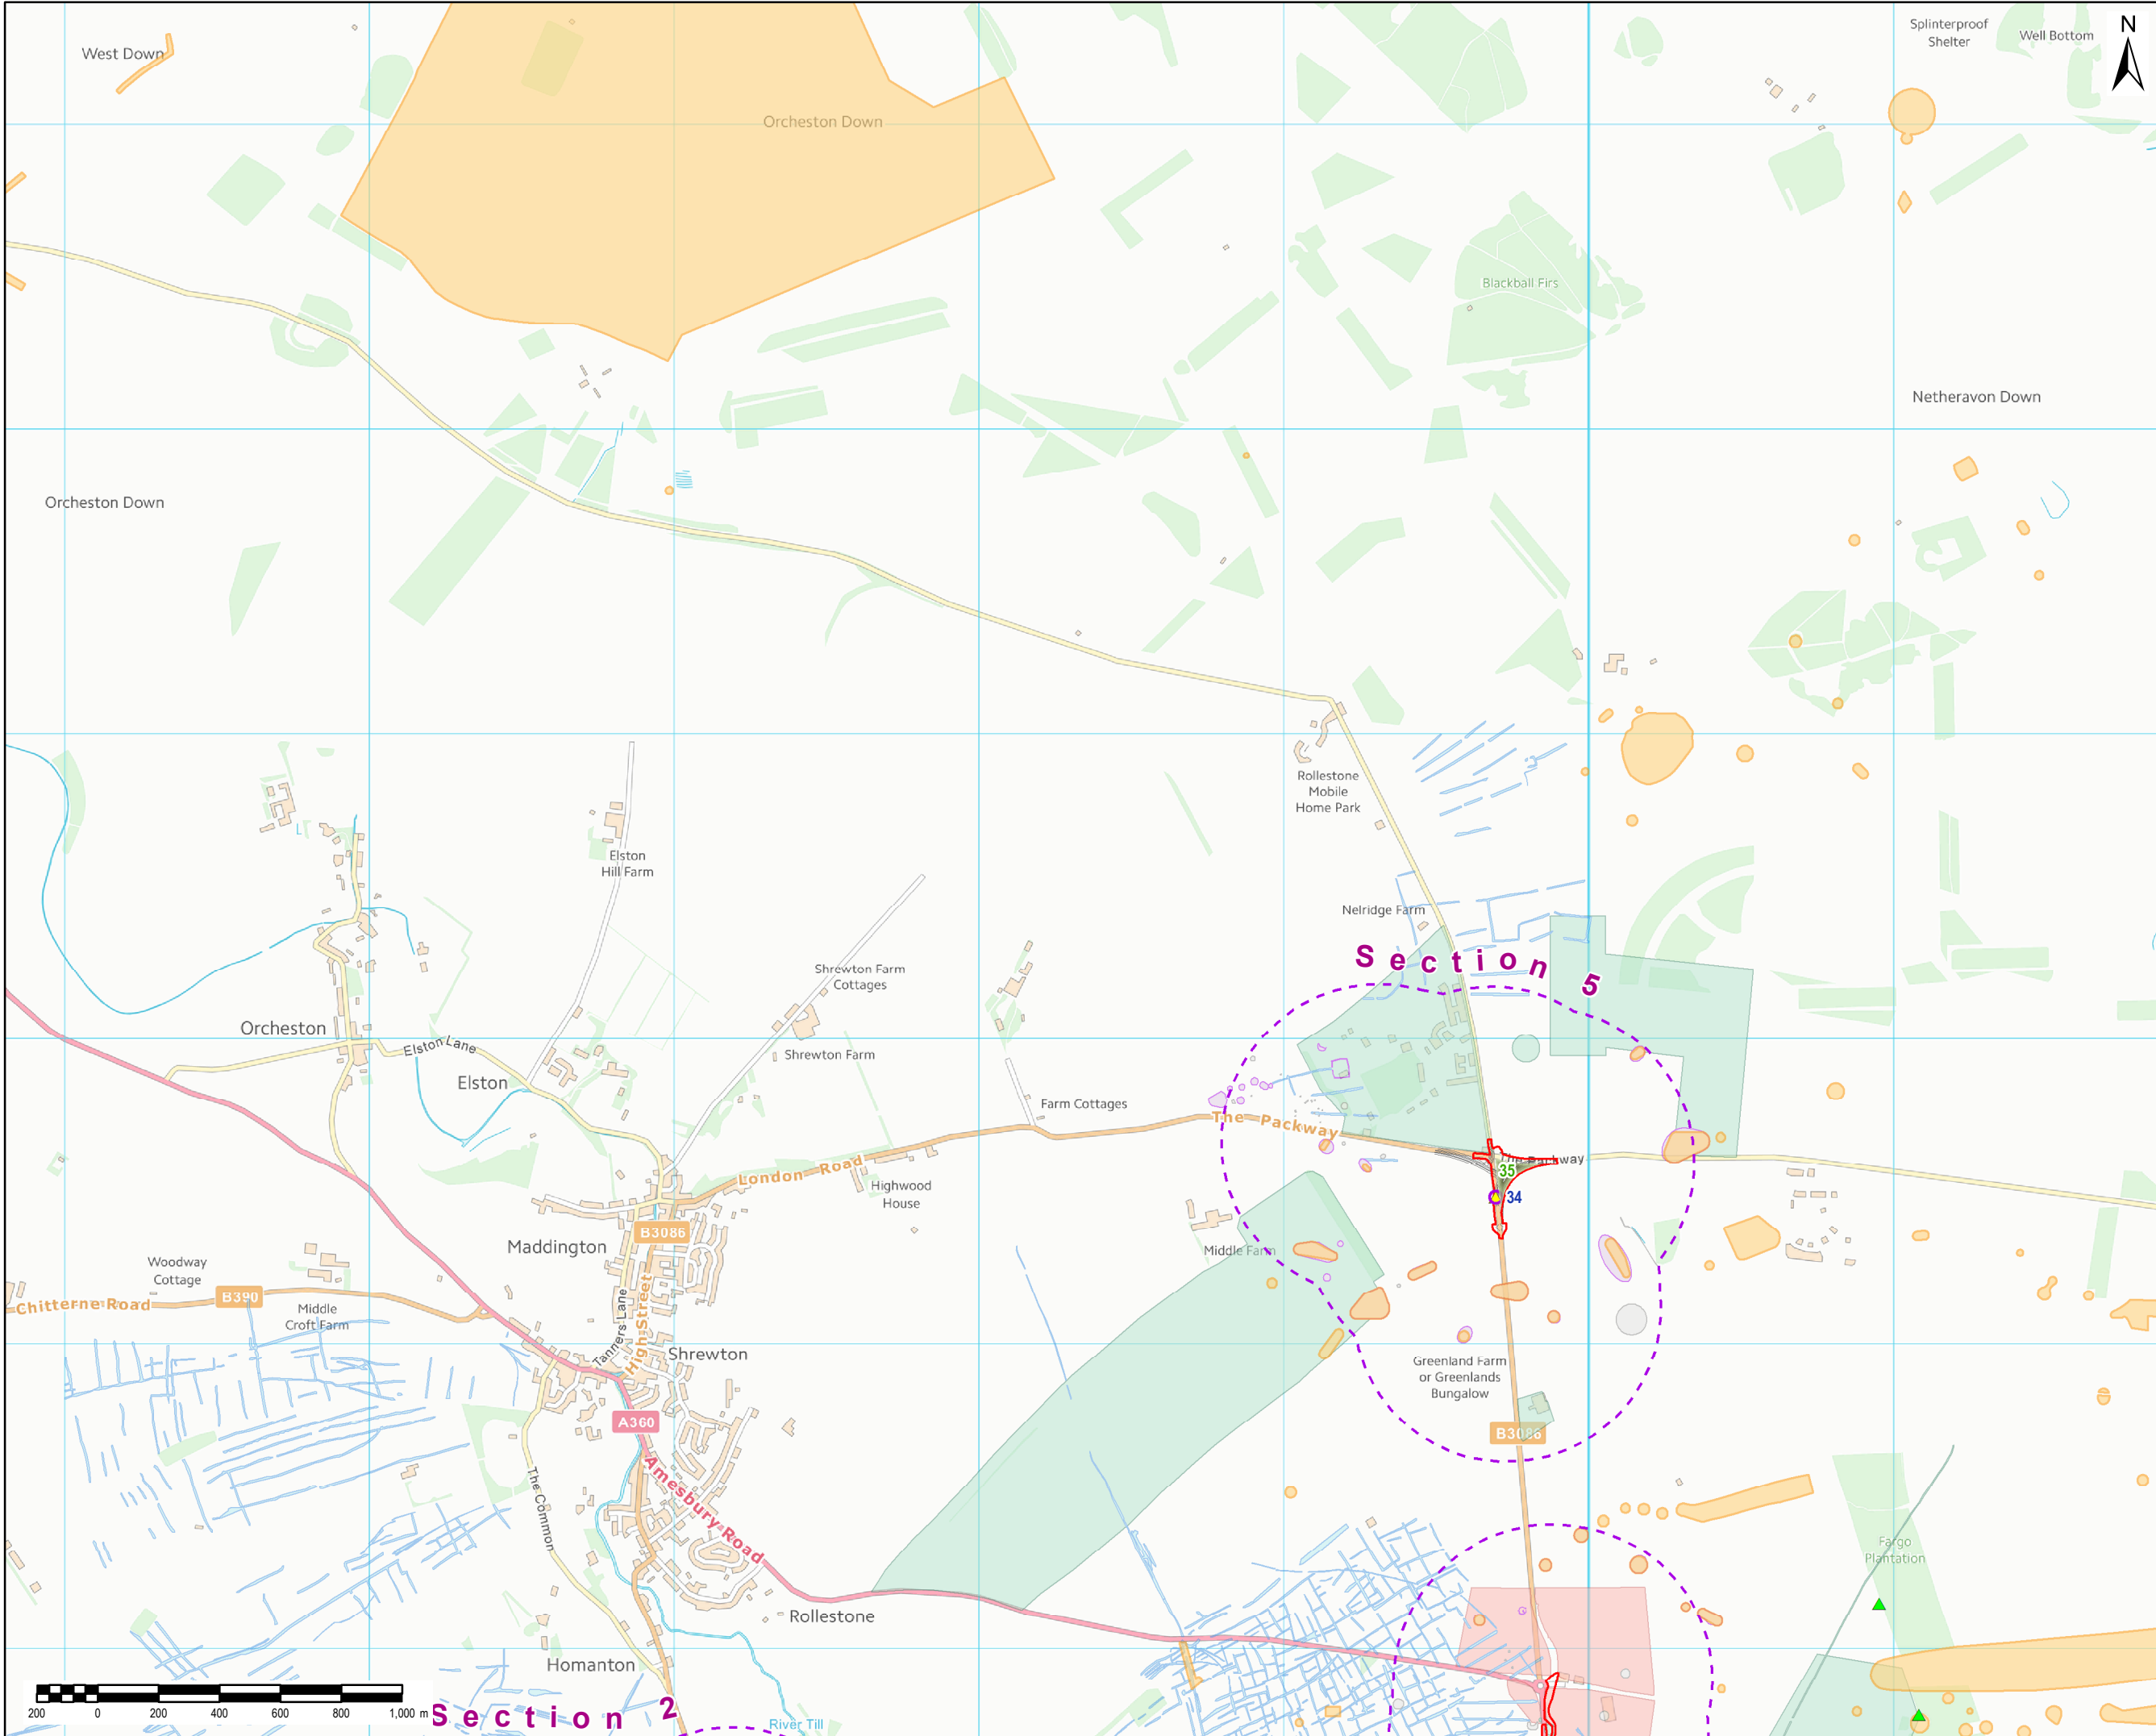 West Down
Splinterproof
Shelter
Well Bottom
N
Orcheston Down
Blackball Firs
Netheravon Down
Orcheston Down
Rollestone
Mobile
Home Park
Elston
Hill Farm
Nelridge Farm
Section 5
Shrewton Farm
Cottages
Orcheston
Elston Lane
Shrewton Farm
Elston
Farm Cottages
The Packway
The Packway
35
34
London Road
Highwood
House
B3086
Maddington
Middle Farm
Woodway
Cottage
B390
Chitterne Road
Middle
Croft Farm
Tanners Lane
High Street
Shrewton
Greenland Farm
or Greenlands
Bungalow
A360
B3086
Amesbury Road
The Common
Fargo
Plantation
Rollestone
Homanton
Section 2
River Till
200 0 200 400 600 800 1,000 m